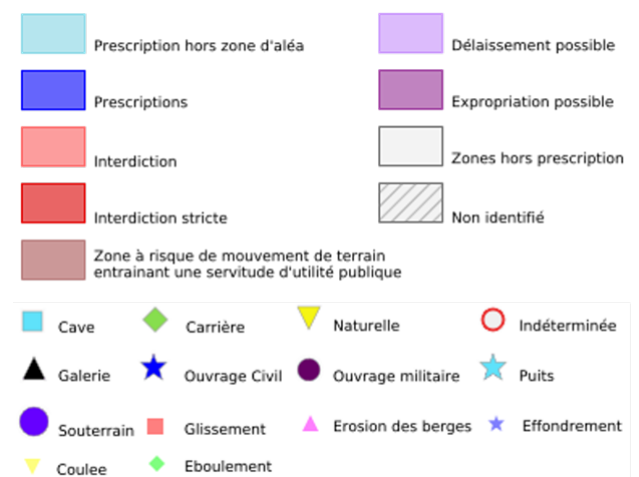 Prescription hors zone d'aléa
Délaissement possible
Prescriptions
Expropriation possible
Interdiction
Zones hors prescription
Interdiction stricte
Non identifié
Zone à risque de mouvement de terrain
entrainant une servitude d'utilité publique
Cave
Carrière
Naturelle
Indéterminée
Galerie
Ouvrage Civil
Ouvrage militaire
Puits
Souterrain
Glissement
Erosion des berges
Effondrement
Coulee
Eboulement